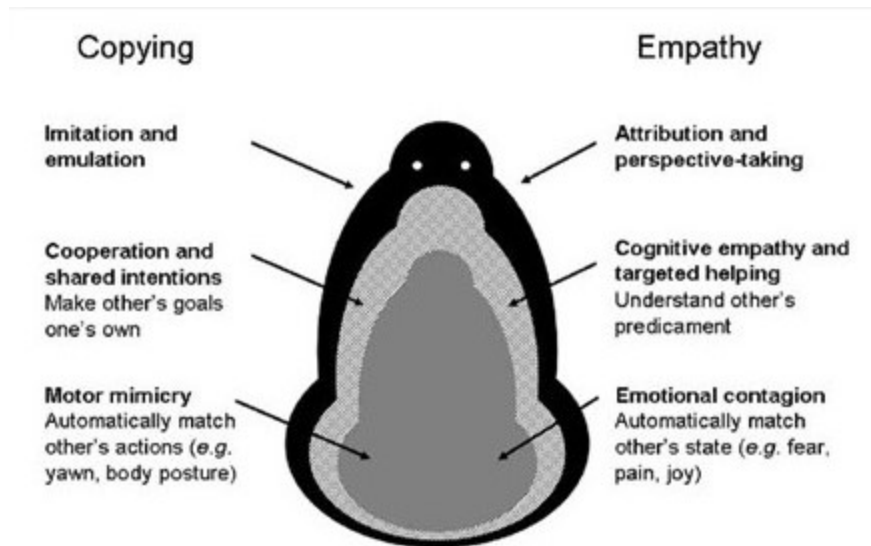 Copying
Empathy
Imitation and
emulation
Attribution and
perspective-taking
Cooperation and
shared intentions
Make other's goals
one's own
Cognitive empathy and
targeted helping
Understand other's
predicament
Motor mimicry
Automatically match
other's actions (e.g.
yawn, body posture)
Emotional contagion
Automatically match
other's state (e.g. fear,
pain, joy)